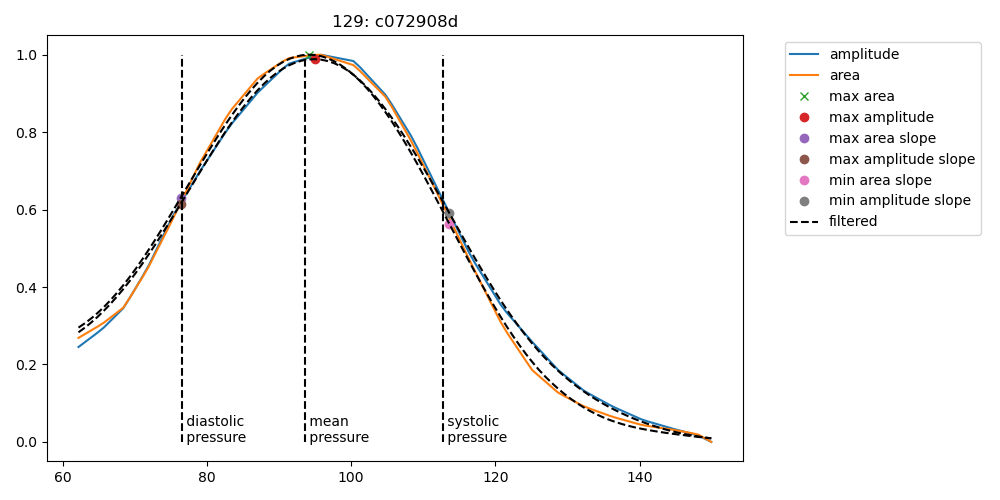 129: c072908d
1.0
0.8
0.6
0.4
0.2
0.0
60
80
100
120
140
diastolic
pressure
mean
pressure
systolic
pressure
amplitude
area
max area
max amplitude
max area slope
max amplitude slope
min area slope
min amplitude slope
filtered